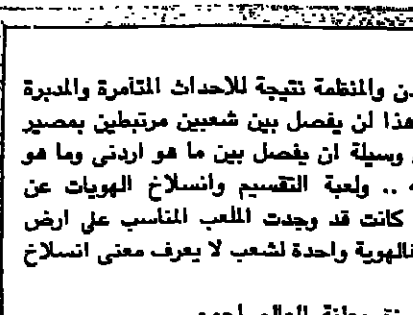 والمنظمة نتيجة للاحداث المتآمرة والمدبرة
هذا لن يفصل بين شعبين مرتبطين بمصير
وسيلة ان يفصل بين ما هو اردني وما هو
.. ولعبة التقسيم وانسلاخ الهويات عن
كانت قد وجدت الملعب المناسب على ارض
فالهوية واحدة لشعب لا يعرف معنى انسلاخ